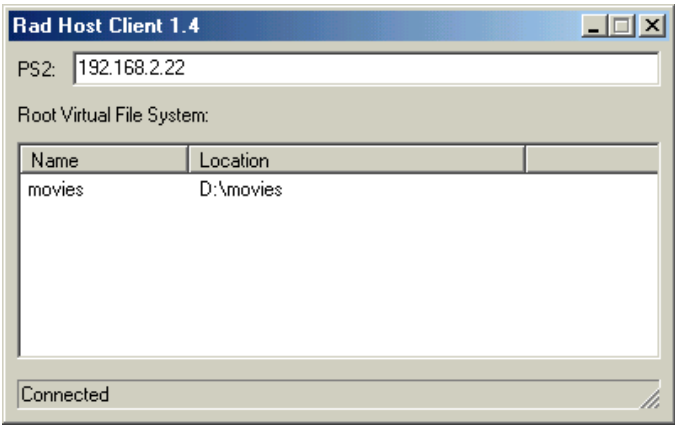 Rad Host Client 1.4
PS2: 192.168.2.22
Root Virtual File System:
Name Location
movies D:\movies
Connected